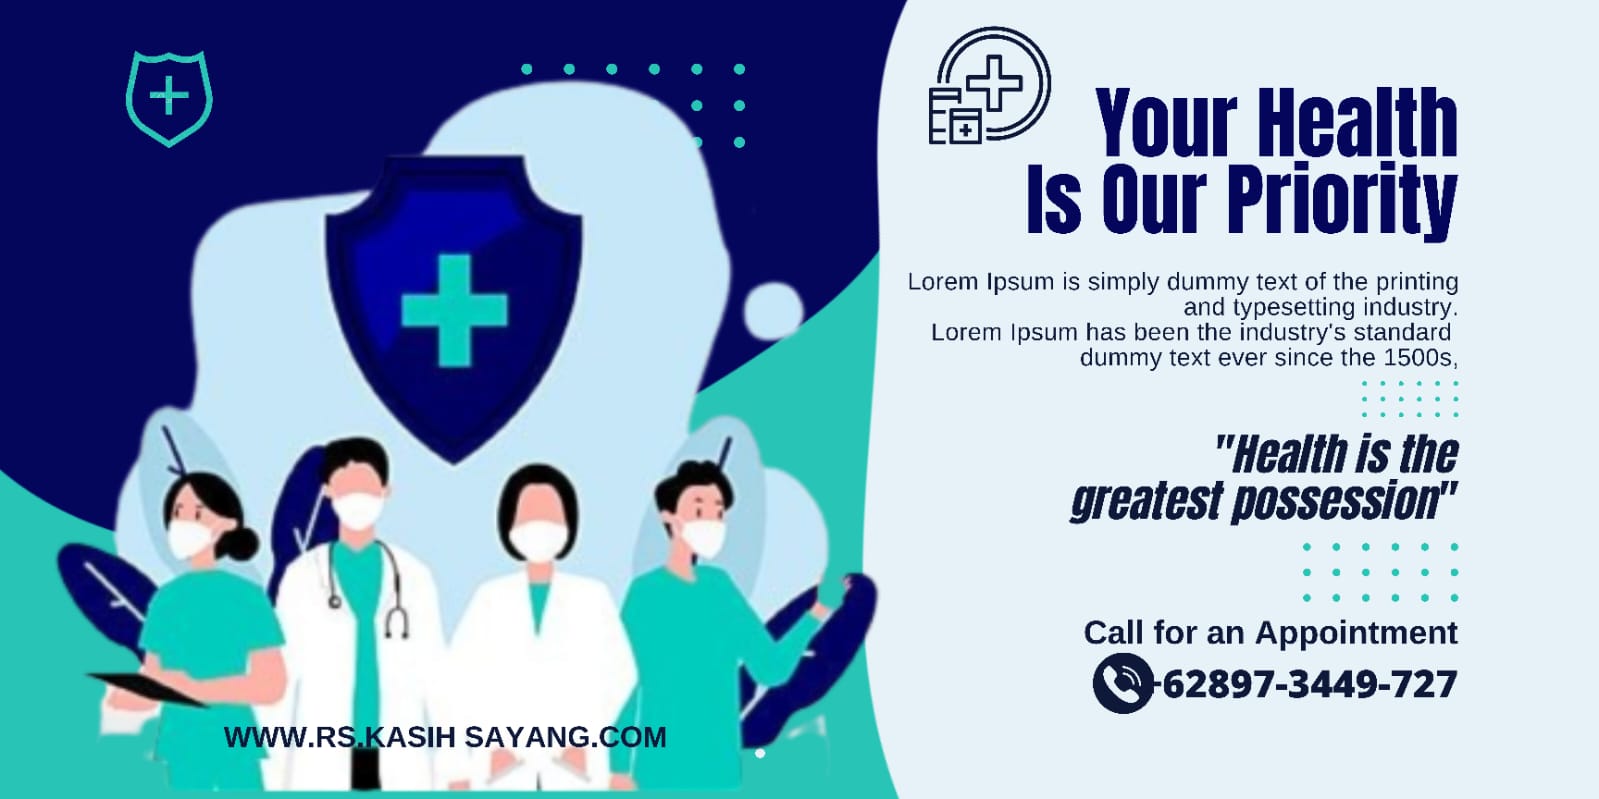 Your Health
Is Our Priority
Lorem Ipsum is simply dummy text of the printing
and typesetting industry.
Lorem Ipsum has been the industry's standard
dummy text ever since the 1500s,
"Health is the
greatest possession"
Call for an Appointment
-62897-3449-727
WWW.RS.KASIH SAYANG.COM